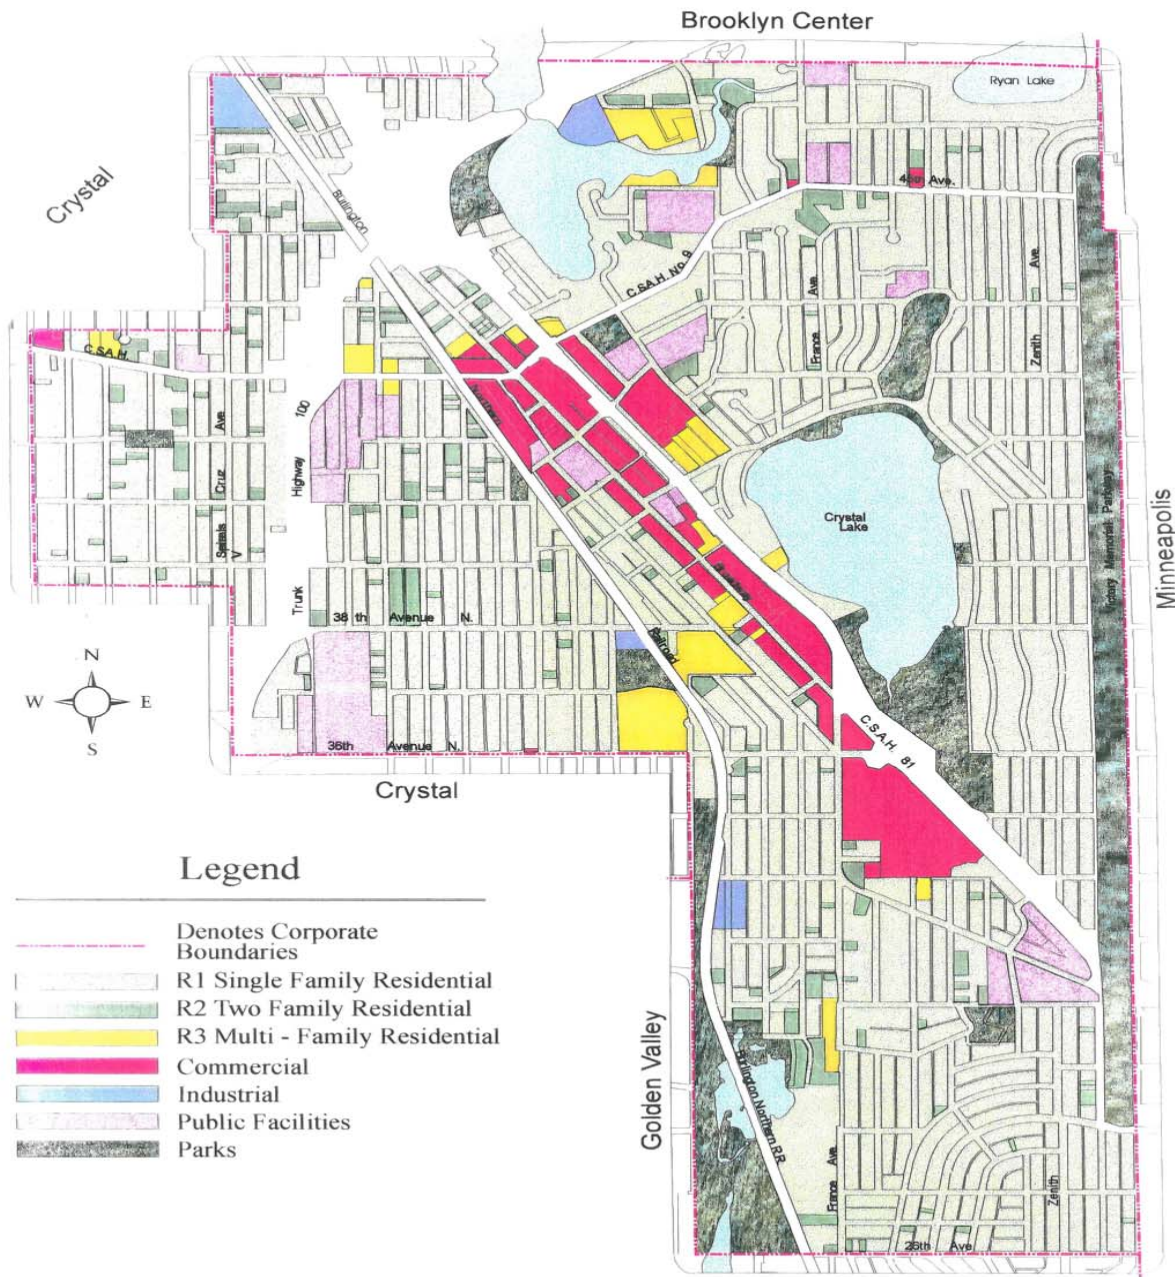 Brooklyn Center
Ryan Lake
Crystal
Burlington
45th Ave.
C.S.A.H. No. 9
France Ave.
Zenith Ave.
C.S.A.H.
Highway 100
Cruz Ave
V
Crystal
Lake
Memorial Parkway
Minneapolis
Trunk
38 th Avenue N.
Railroad
N
W E
S
36th Avenue N.
C.S.A.H. 81
Crystal
Legend
Denotes Corporate
Boundaries
R1 Single Family Residential
R2 Two Family Residential
R3 Multi - Family Residential
Commercial
Industrial
Public Facilities
Parks
Golden Valley
Burlington Northern RR
France Ave.
Zenith
26th Ave